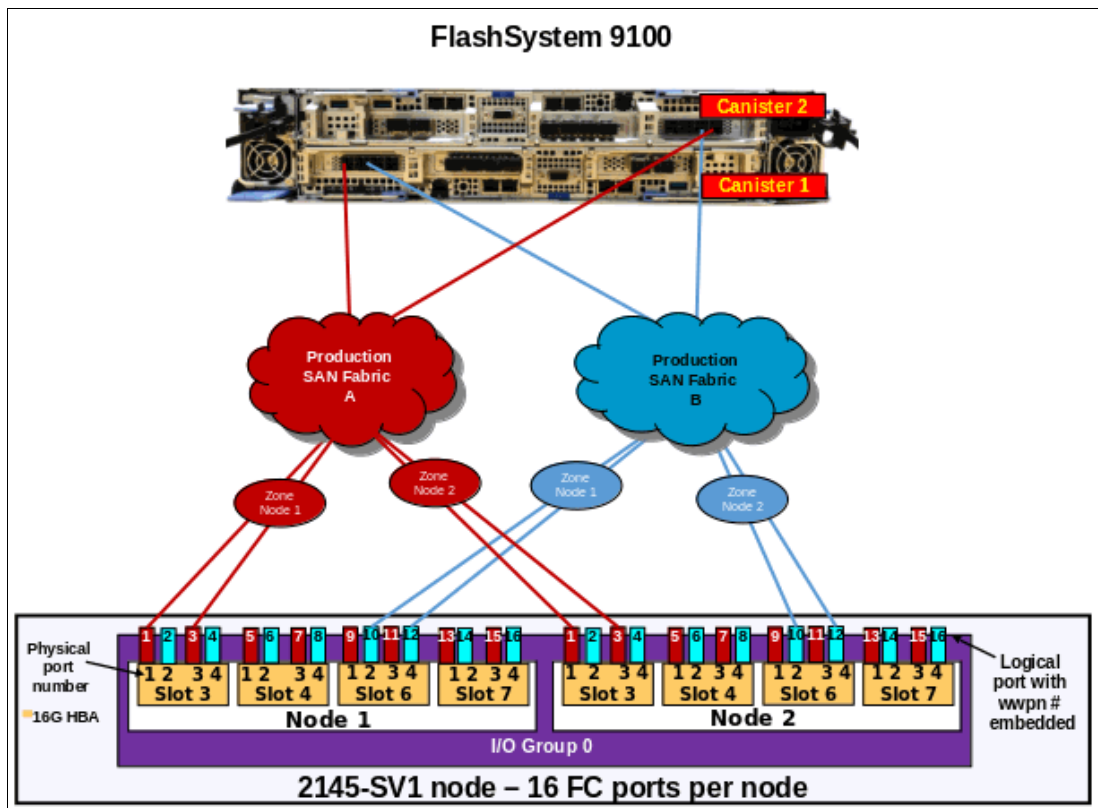 FlashSystem 9100
Canister 2
Canister 1
Production
SAN Fabric
A
Production
SAN Fabric
B
Zone
Node 1
Zone
Node 2
Zone
Node 1
Zone
Node 2
Physical
port
number
16G HBA
1 2 3 4 5 6 7 8 9 10 11 12 13 14 15 16
1 2 3 4 1 2 3 4 1 2 3 4 1 2 3 4
Slot 3 Slot 4 Slot 6 Slot 7
Node 1
1 2 3 4 5 6 7 8 9 10 11 12 13 14 15 16
1 2 3 4 1 2 3 4 1 2 3 4 1 2 3 4
Slot 3 Slot 4 Slot 6 Slot 7
Node 2
Logical
port with
wwpn #
embedded
I/O Group 0
2145-SV1 node – 16 FC ports per node